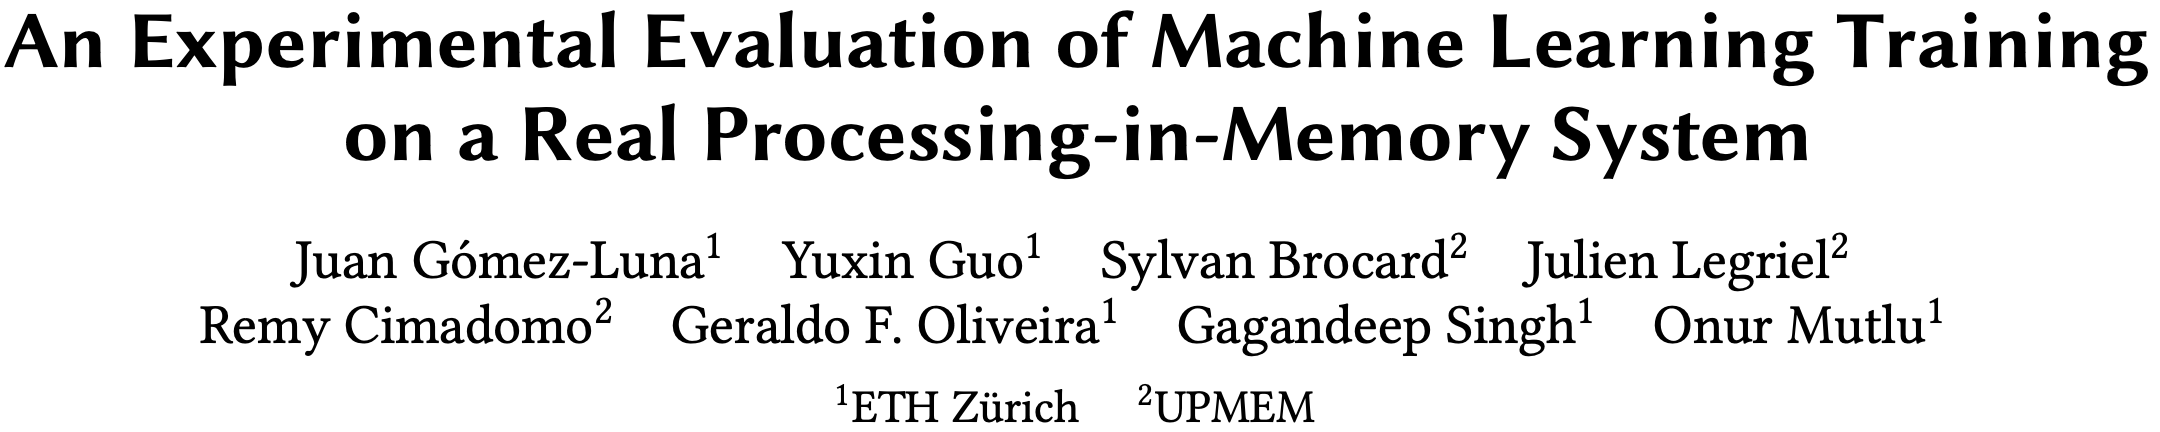 An Experimental Evaluation of Machine Learning Training
on a Real Processing-in-Memory System
Juan Gómez-Luna¹ Yuxin Guo¹ Sylvan Brocard² Julien Legriel²
Remy Cimadomo² Geraldo F. Oliveira¹ Gagandeep Singh¹ Onur Mutlu¹
¹ETH Zürich ²UPMEM